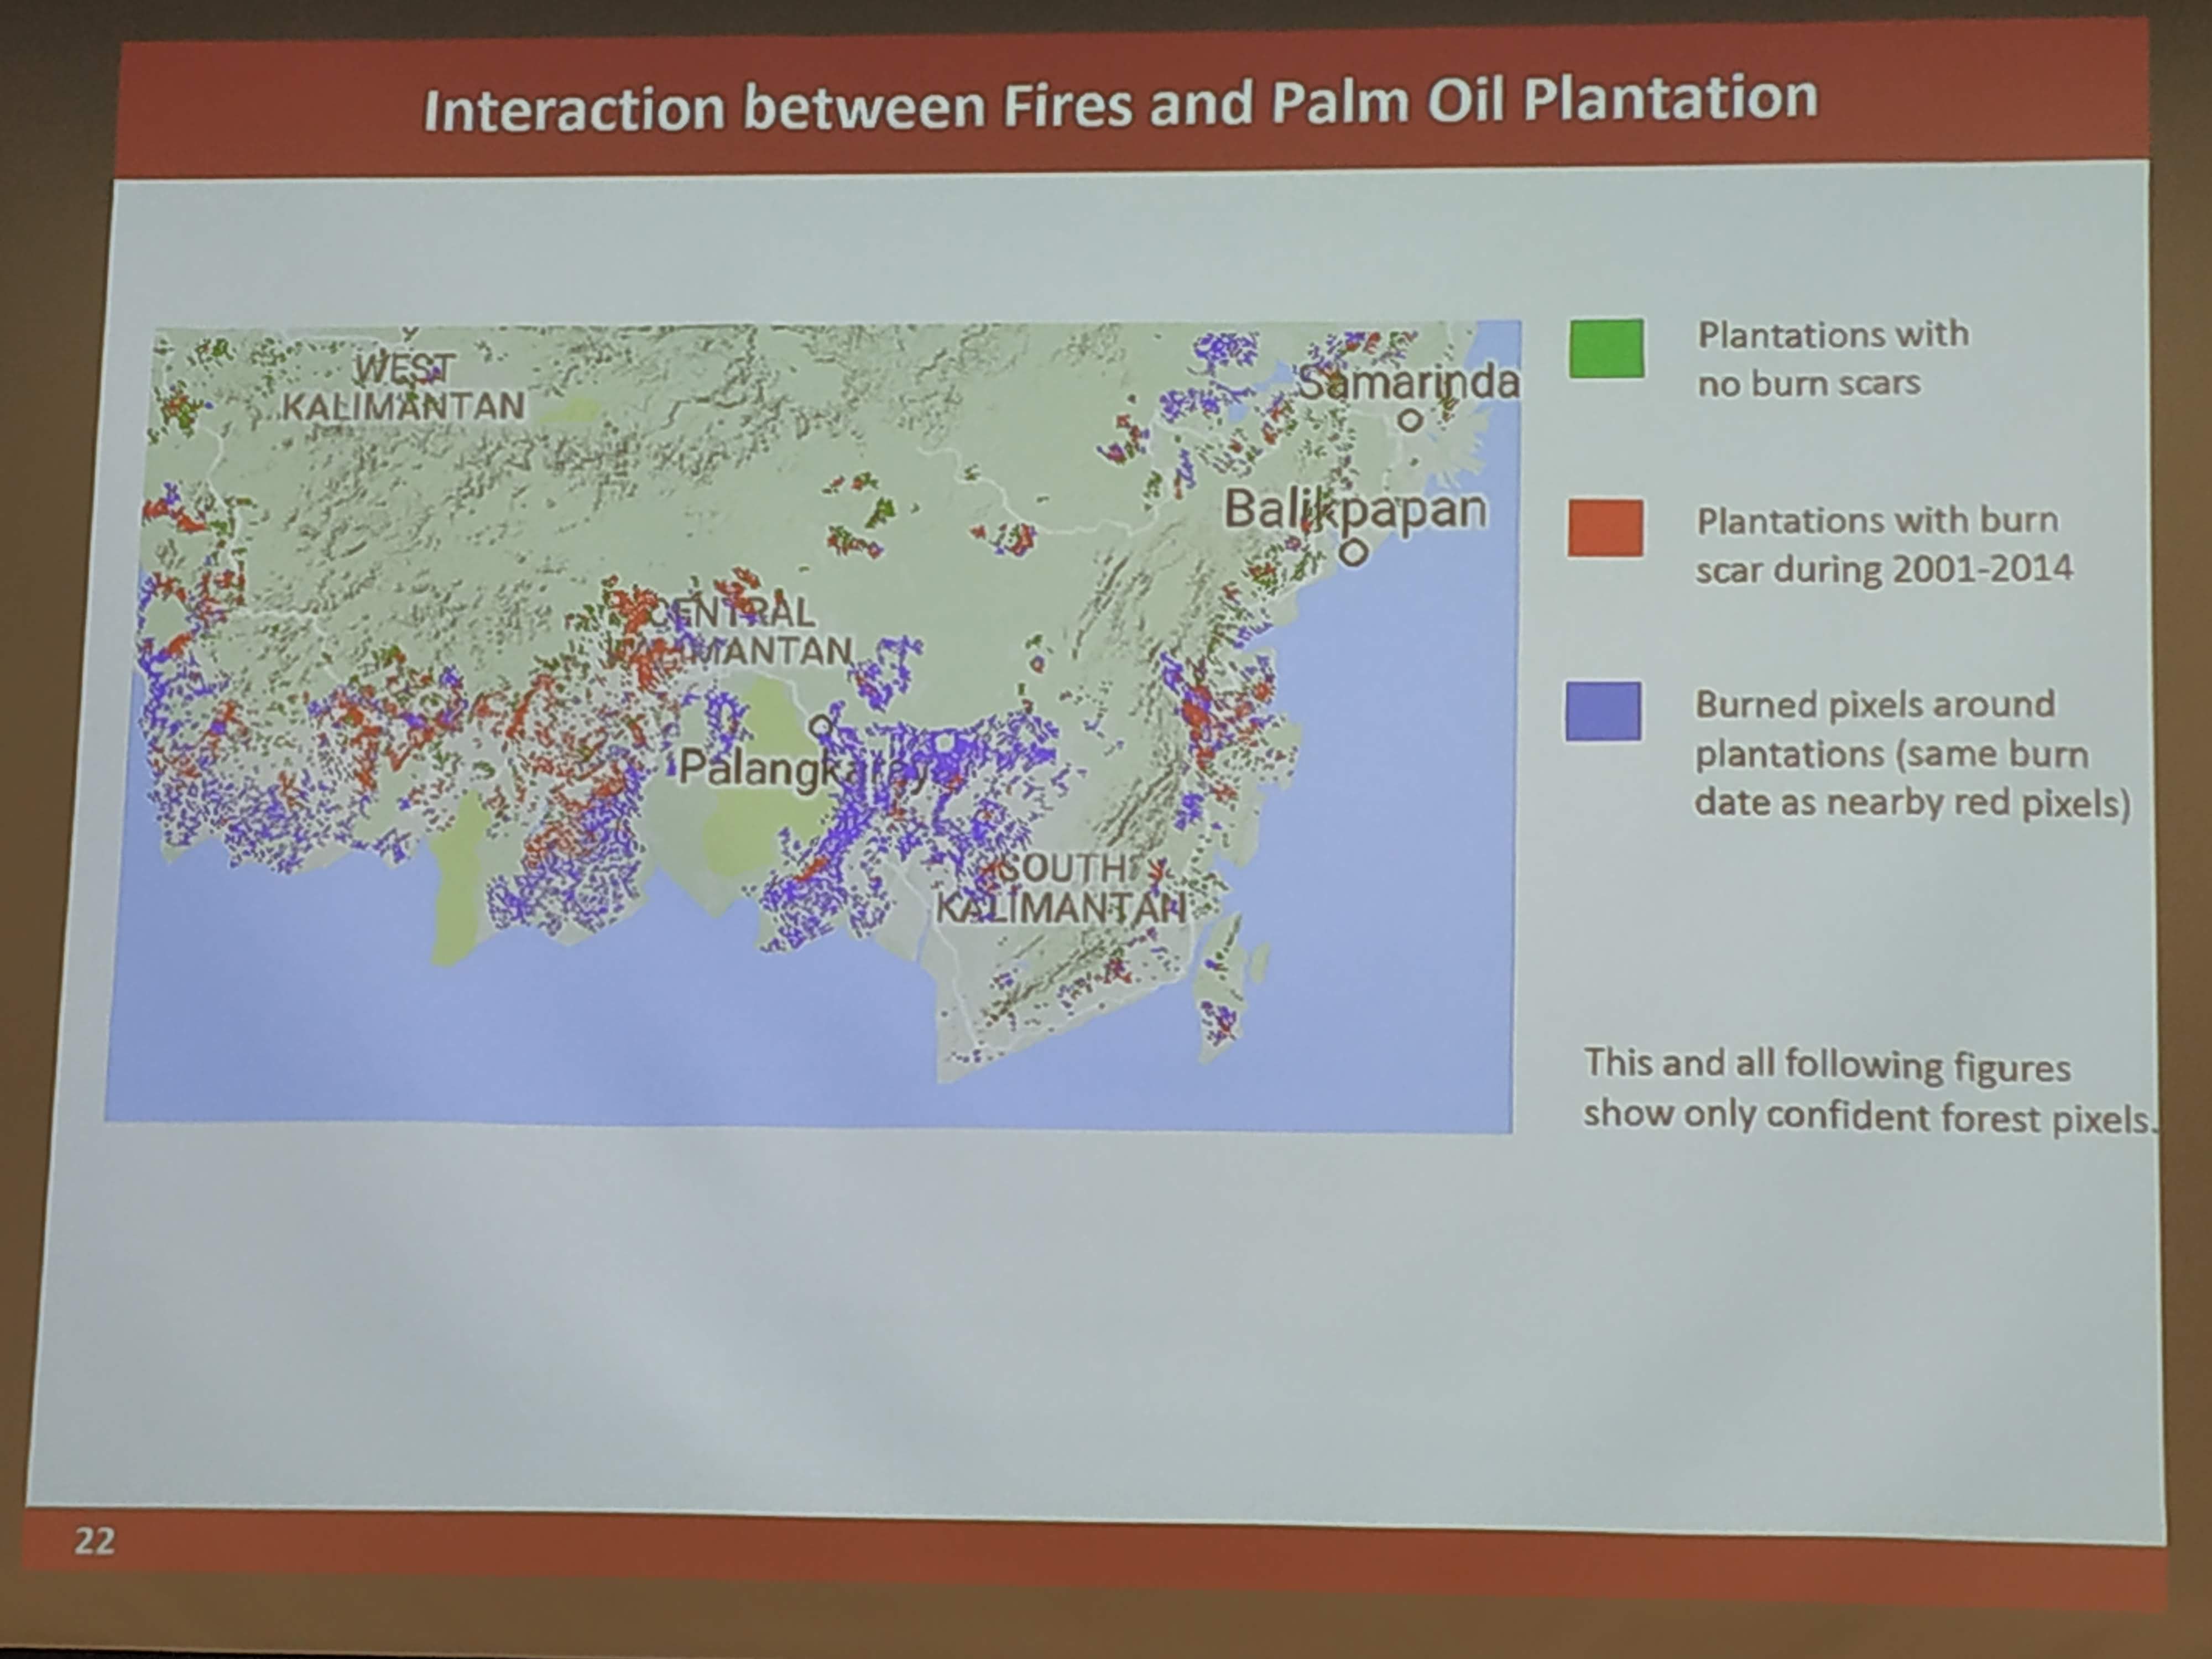 Interaction between Fires and Palm Oil Plantation
WEST
KALIMANTAN
Samarinda
Balikpapan
CENTRAL
South
KALIMANTAN
Plantations with
no burn scars
Plantations with burn
scar during 2001-2014
Burned pixels around
plantations (same burn
date as nearby red pixels)
This and all following figures
show only confident forest pixels.
22